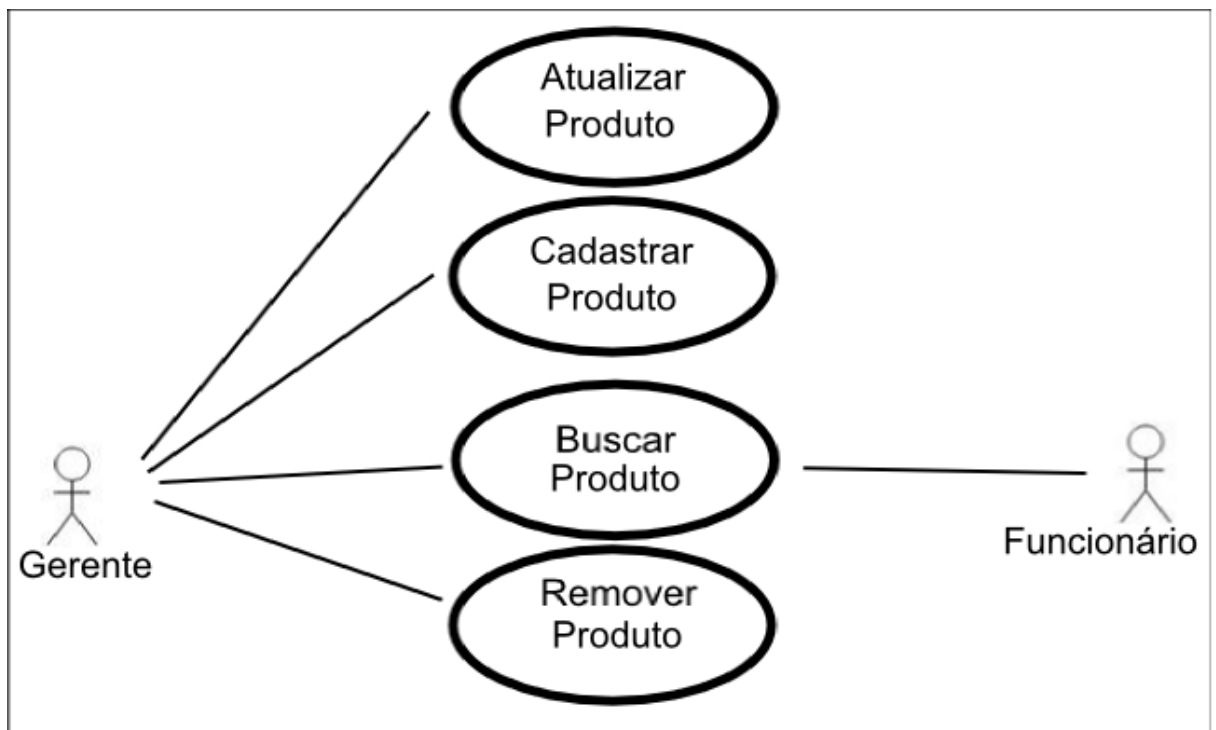 Atualizar
Produto
Cadastrar
Produto
Buscar
Produto
Remover
Produto
Gerente
Funcionário